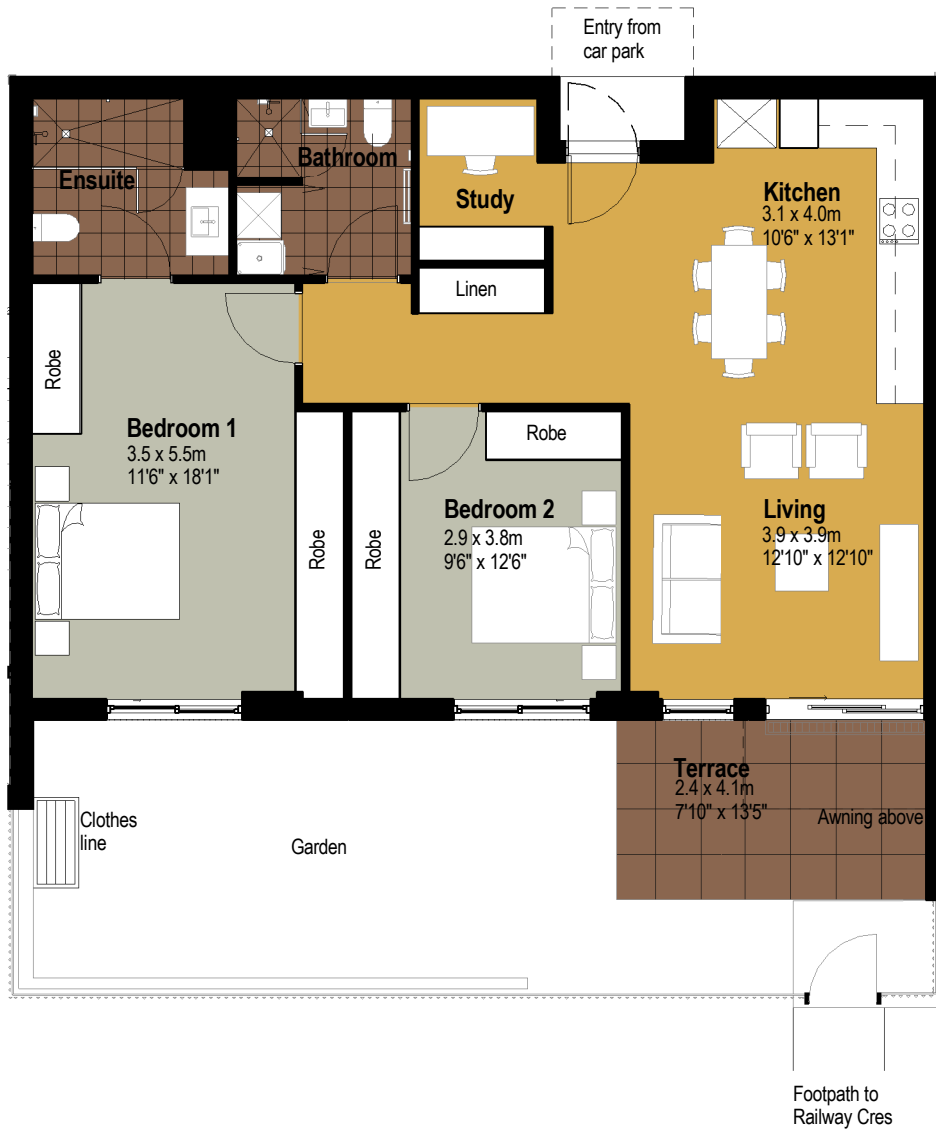 Entry from
car park
Ensuite
Bathroom
Study
Kitchen
3.1 x 4.0m
10'6" x 13'1"
Linen
Robe
Bedroom 1
3.5 x 5.5m
11'6" x 18'1"
Robe
Robe
Robe
Bedroom 2
2.9 x 3.8m
9'6" x 12'6"
Living
3.9 x 3.9m
12'10" x 12'10"
Terrace
2.4 x 4.1m
7'10" x 13'5"
Awning above
Clothes
line
Garden
Footpath to
Railway Cres